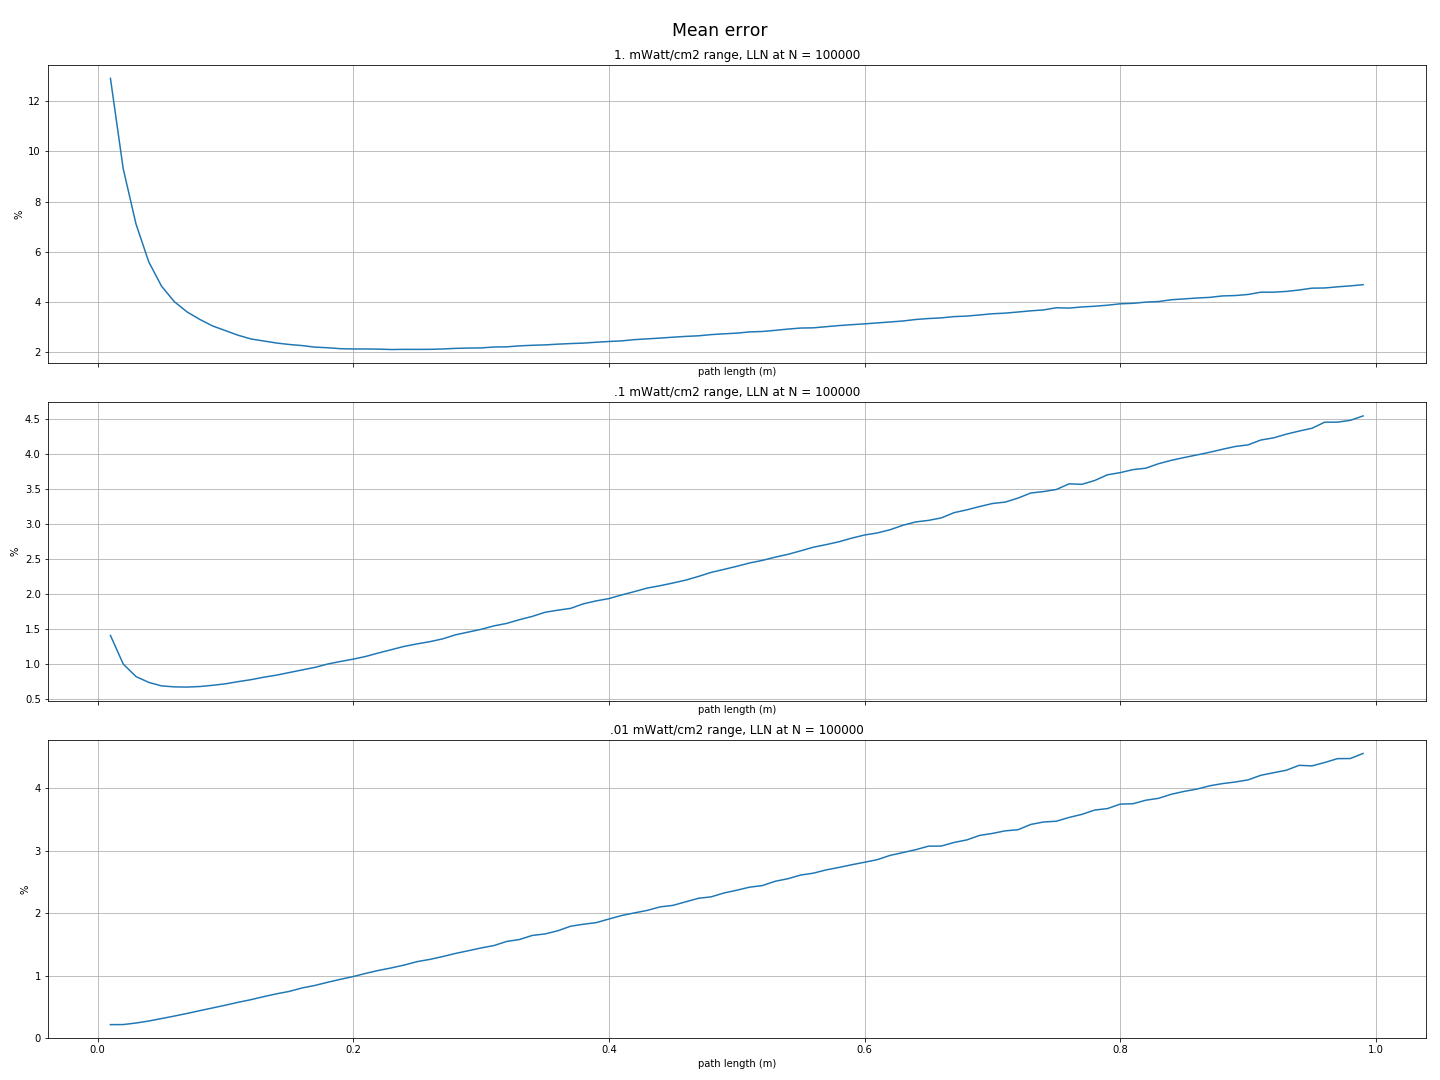 Mean error
1. mWatt/cm2 range, LLN at N = 100000
12
10
8
6
4
2
%
path length (m)
.1 mWatt/cm2 range, LLN at N = 100000
4.5
4.0
3.5
3.0
2.5
2.0
1.5
1.0
0.5
%
path length (m)
.01 mWatt/cm2 range, LLN at N = 100000
4
3
2
1
0
%
0.0 0.2 0.4 0.6 0.8 1.0
path length (m)